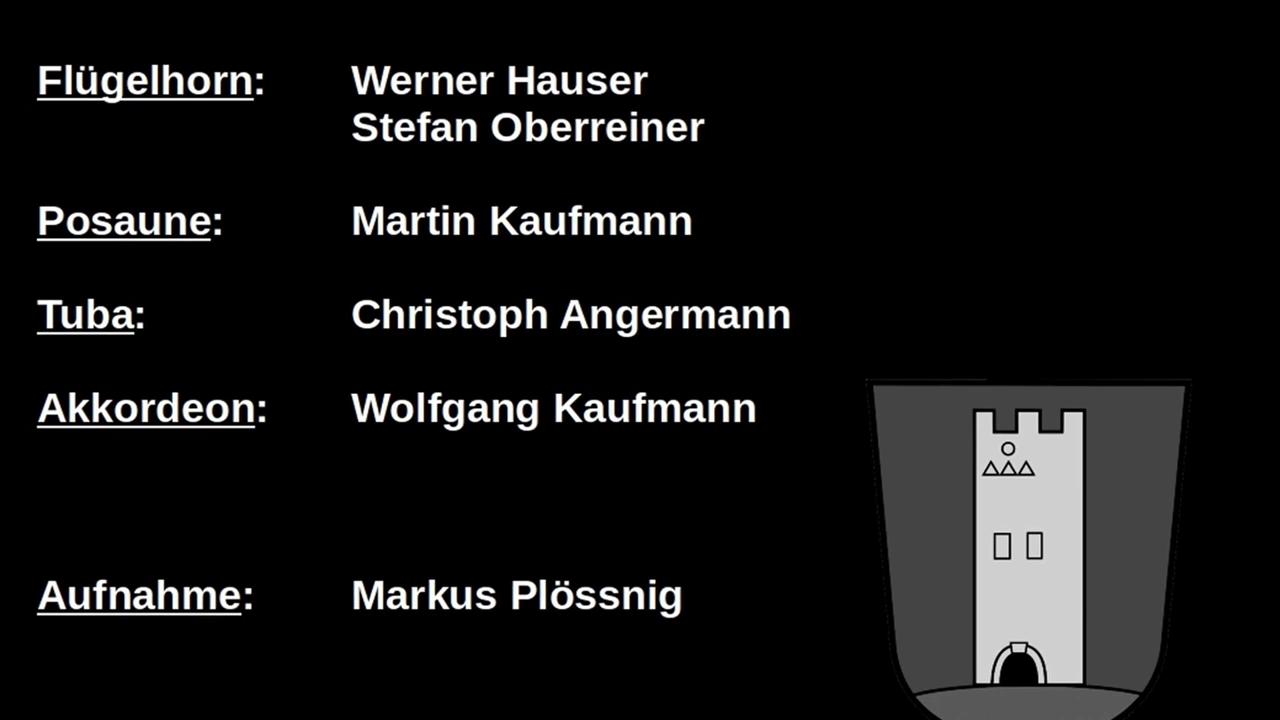 Flügelhorn: Werner Hauser
Stefan Oberreiner
Posaune: Martin Kaufmann
Tuba: Christoph Angermann
Akkordeon: Wolfgang Kaufmann
Aufnahme: Markus Plössnig